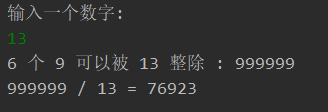 输入一个数字:
13
6 个 9 可以被 13 整除 : 999999
999999 / 13 = 76923